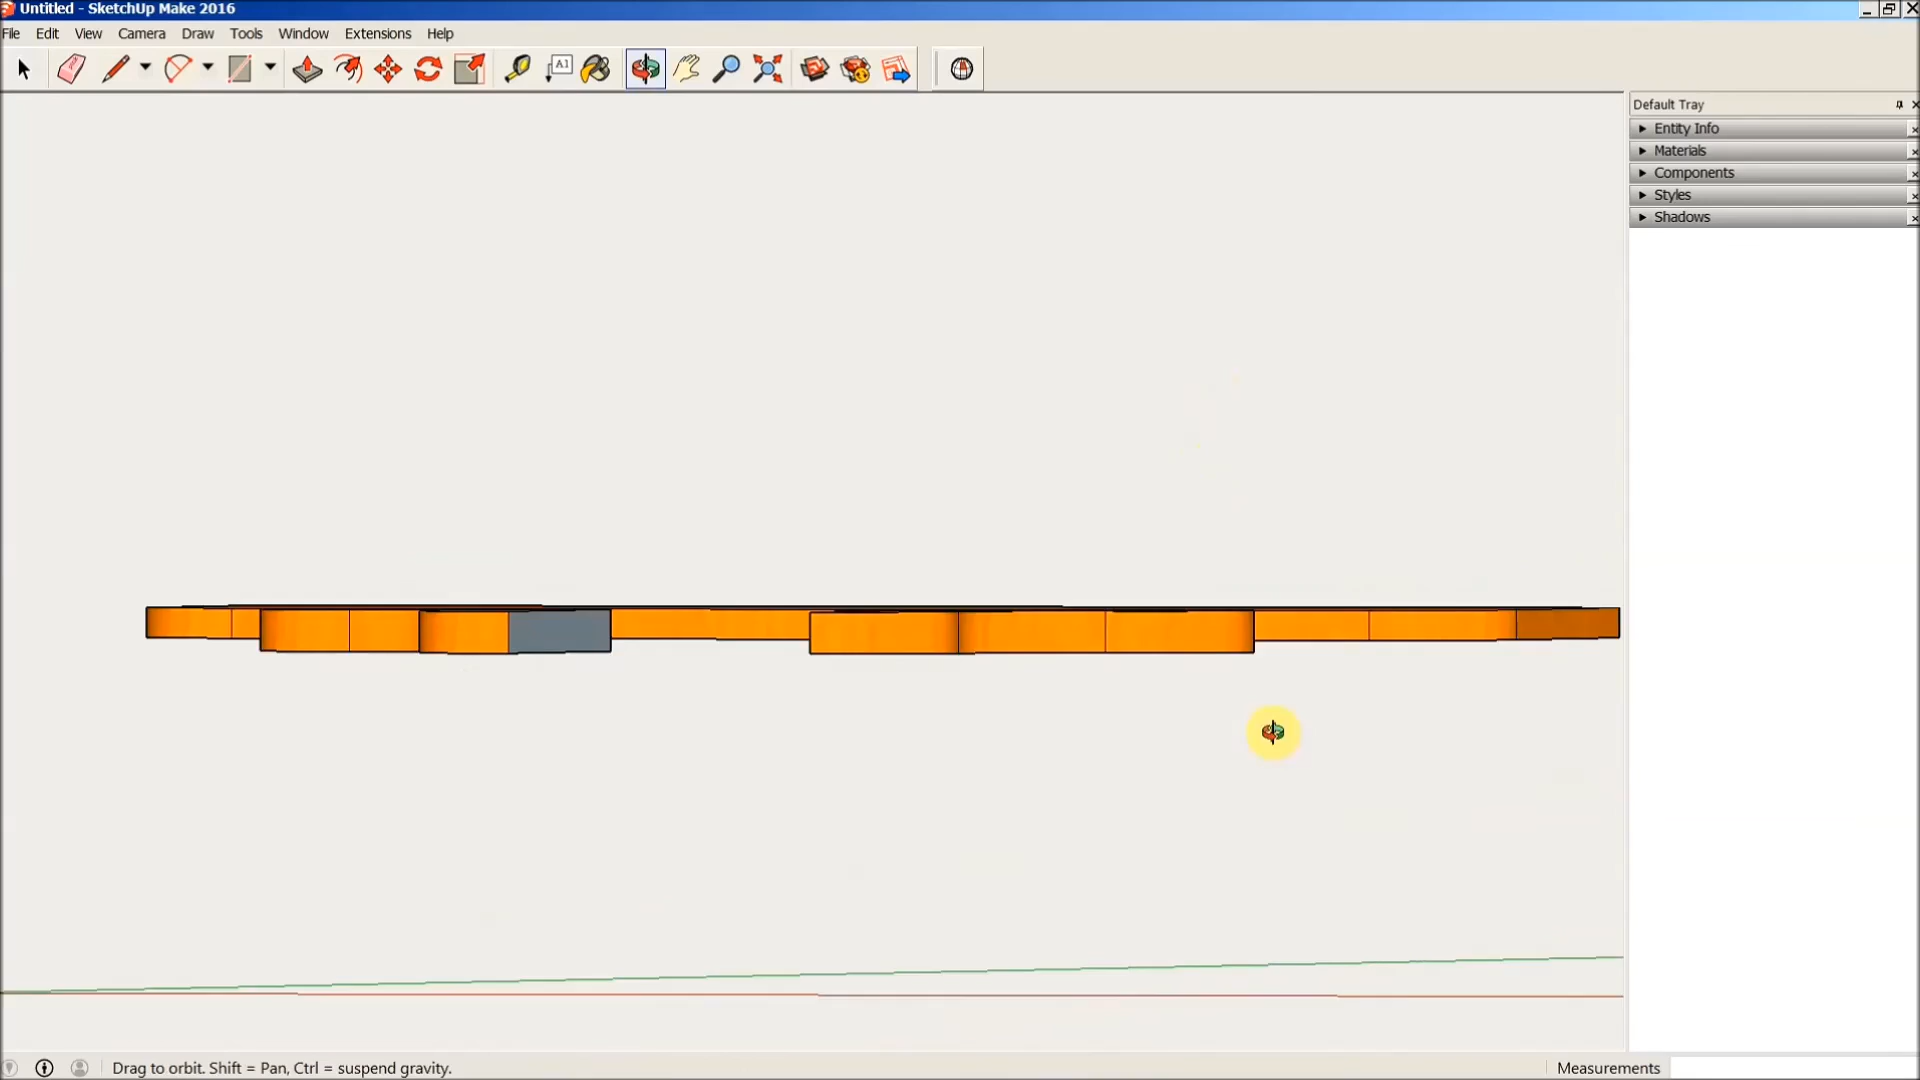 Untitled - SketchUp Make 2016
File Edit View Camera Draw Tools Window Extensions Help
A1
Default Tray
Entity Info
Materials
Components
Styles
Shadows
Drag to orbit. Shift = Pan, Ctrl = suspend gravity.
Measurements